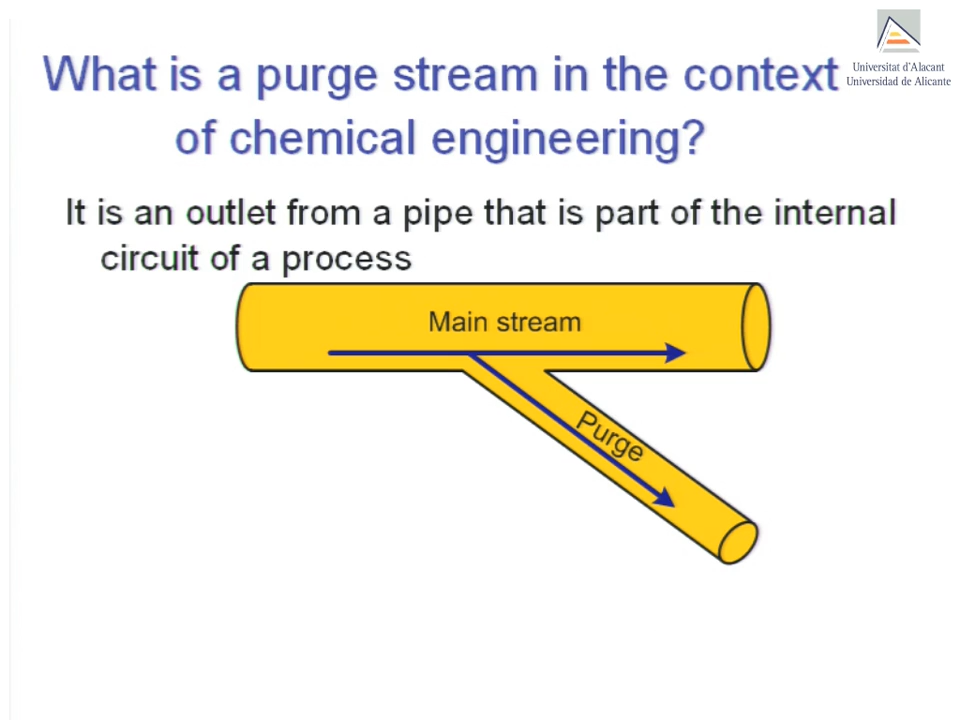 What is a purge stream in the context
of chemical engineering?
Universitat d'Alacant
Universidad de Alicante
It is an outlet from a pipe that is part of the internal
circuit of a process
Main stream
Purge